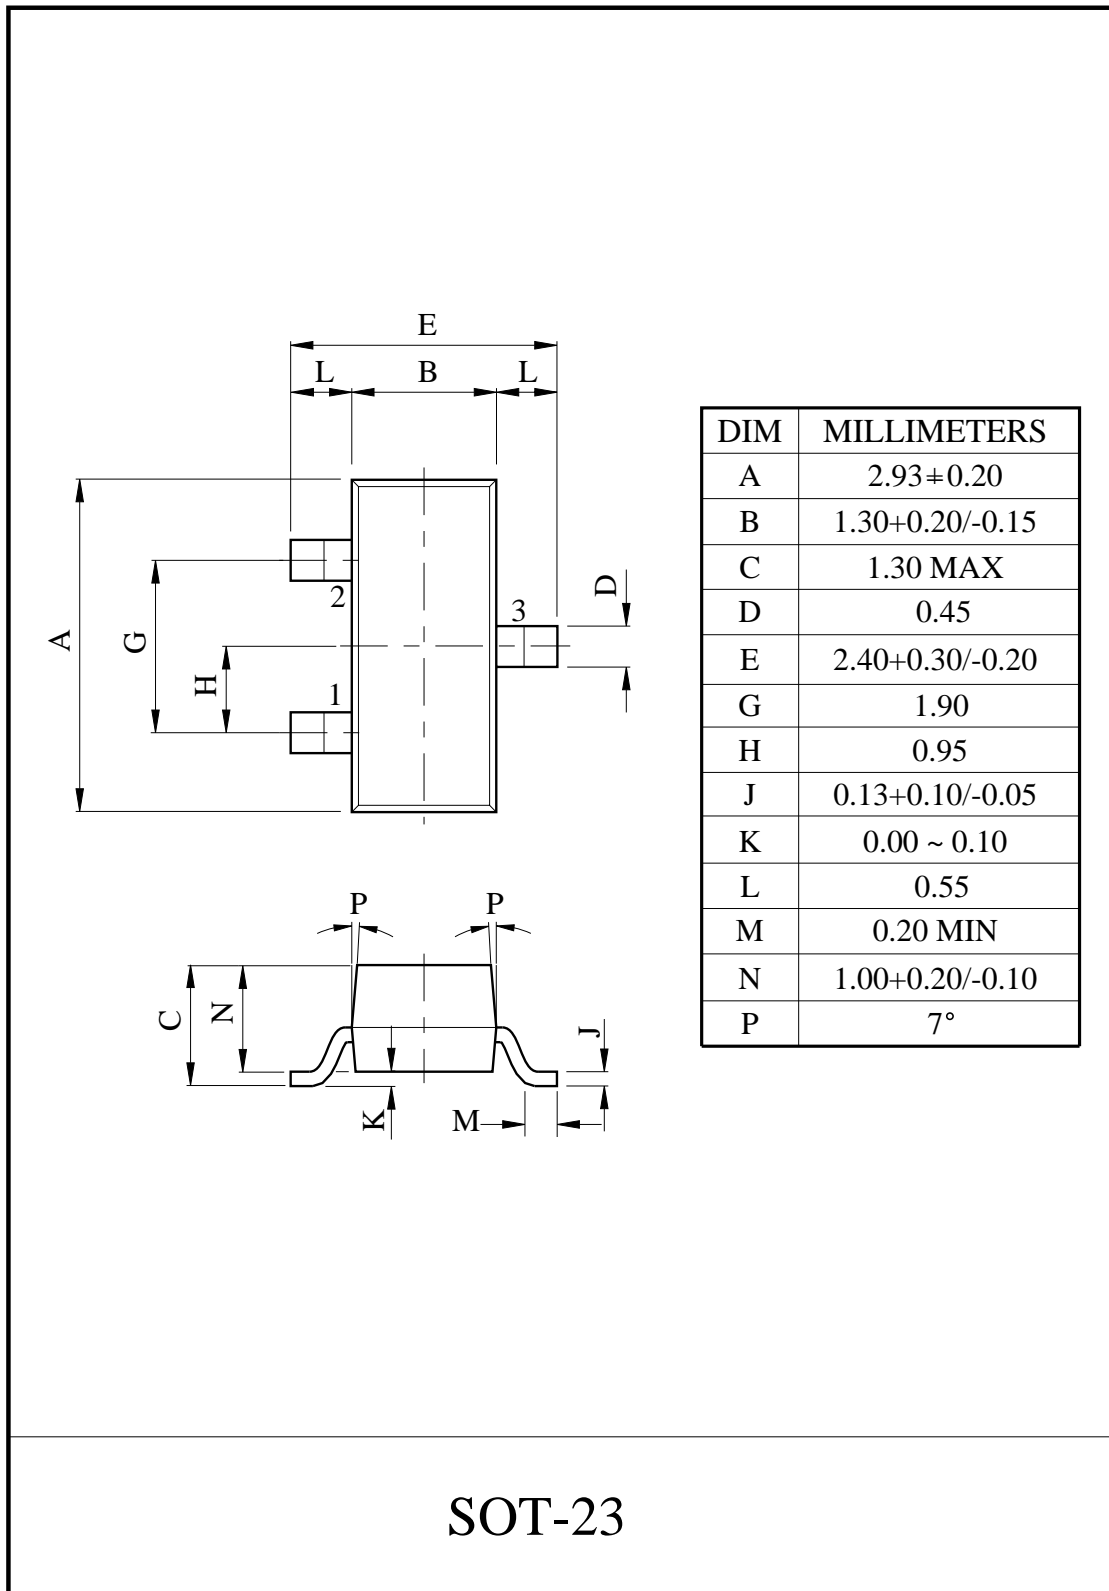 E
L B L
A
G
H
D
2
3
1
DIM MILLIMETERS
A 2.93±0.20
B 1.30+0.20/-0.15
C 1.30 MAX
D 0.45
E 2.40+0.30/-0.20
G 1.90
H 0.95
J 0.13+0.10/-0.05
K 0.00 ~ 0.10
L 0.55
M 0.20 MIN
N 1.00+0.20/-0.10
P 7°
P P
C
N
J
K
M
SOT-23